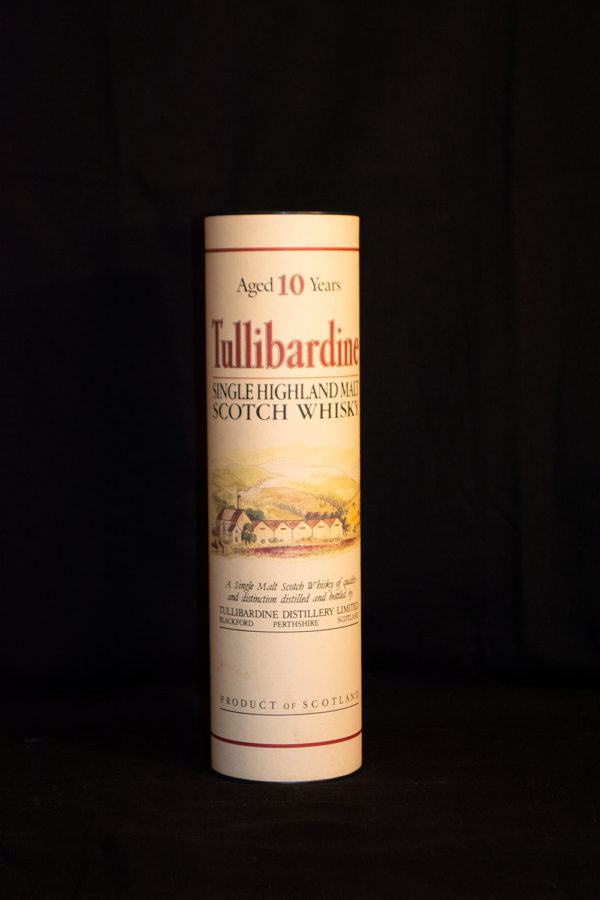 Aged 10 Years
Tullibardine
SINGLE HIGHLAND MALT
SCOTCH WHISKY
A Single Malt Scotch Whisky of quality
and distinction distilled and bottled by
TULLIBARDINE DISTILLERY LIMITED
BLACKFORD PERTHSHIRE SCOTLAND
PRODUCT OF SCOTLAND